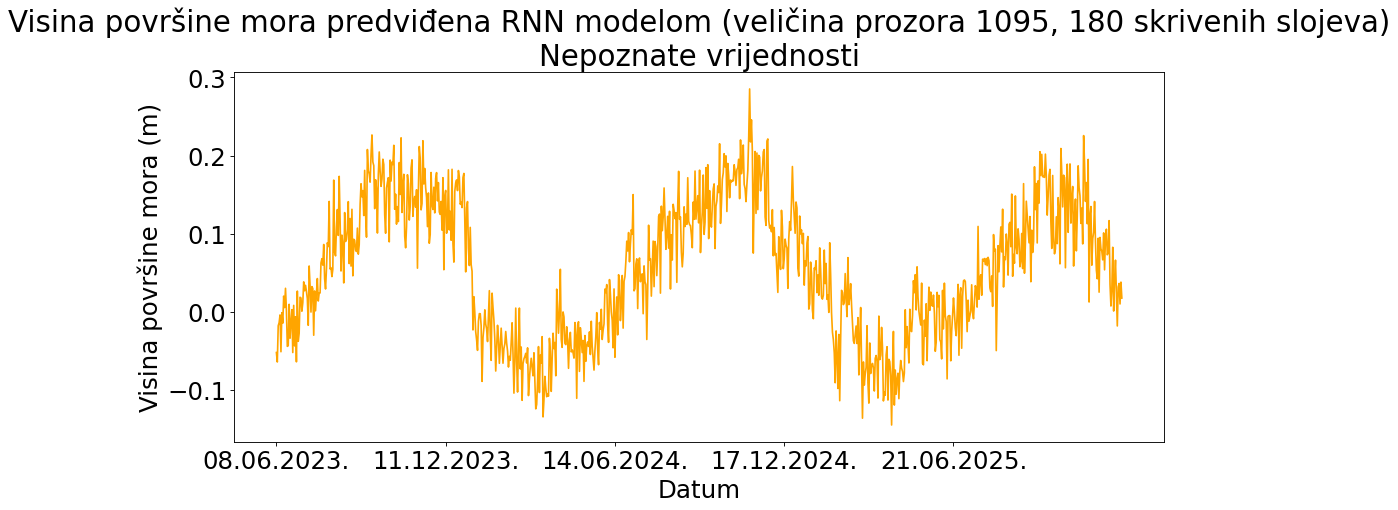 Visina površine mora predviđena RNN modelom (veličina prozora 1095, 180 skrivenih slojeva)
Nepoznate vrijednosti
Visina površine mora (m)
0.3
0.2
0.1
0.0
−0.1
08.06.2023. 11.12.2023. 14.06.2024. 17.12.2024. 21.06.2025.
Datum